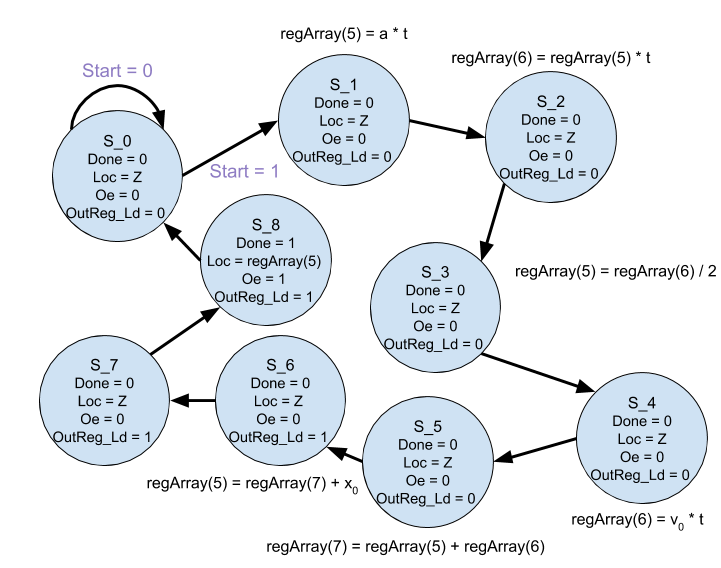 regArray(5) = a * t
Start = 0
S_0
Done = 0
Loc = Z
Oe = 0
OutReg_Ld = 0
Start = 1
S_1
Done = 0
Loc = Z
Oe = 0
OutReg_Ld = 0
regArray(6) = regArray(5) * t
S_2
Done = 0
Loc = Z
Oe = 0
OutReg_Ld = 0
S_3
Done = 0
Loc = Z
Oe = 0
OutReg_Ld = 0
regArray(5) = regArray(6) / 2
S_4
Done = 0
Loc = Z
Oe = 0
OutReg_Ld = 0
regArray(6) = v₀ * t
S_5
Done = 0
Loc = Z
Oe = 0
OutReg_Ld = 0
regArray(7) = regArray(5) + regArray(6)
S_6
Done = 0
Loc = Z
Oe = 0
OutReg_Ld = 1
regArray(5) = regArray(7) + x₀
S_7
Done = 0
Loc = Z
Oe = 0
OutReg_Ld = 1
S_8
Done = 1
Loc = regArray(5)
Oe = 1
OutReg_Ld = 1